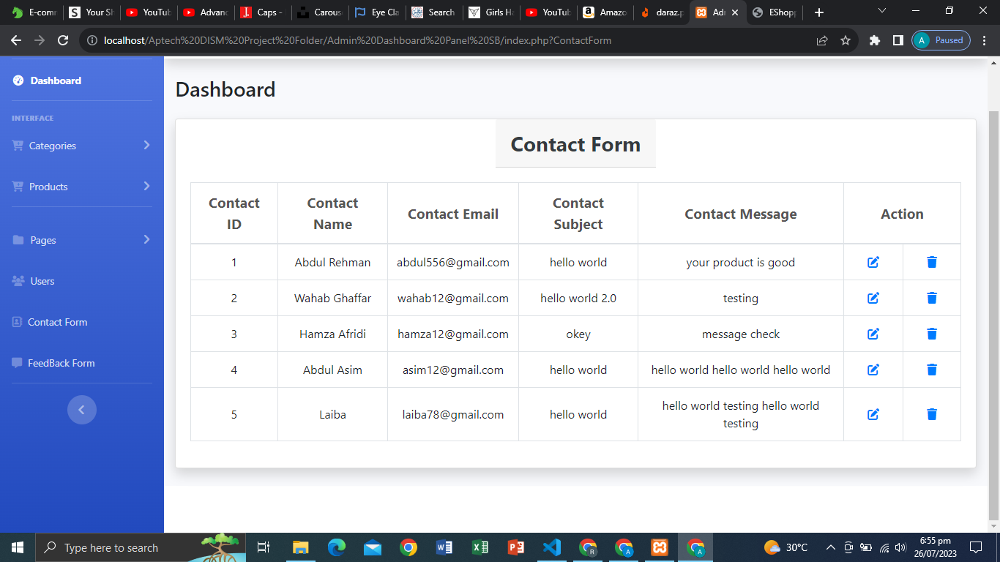 E-comr
S Your Sh
YouTub
Advanc
J. Caps -
Carous
Eye Cla
Search
Girls Ha
YouTub
a Amazo
daraz.p
Adr
EShopp
localhost/Aptech%20DISM%20Project%20Folder/Admin%20Dashboard%20Panel%20SB/index.php?ContactForm
A Paused
Dashboard
INTERFACE
Categories
Products
Pages
Users
Contact Form
FeedBack Form
Dashboard
Contact Form
Contact ID Contact Name Contact Email Contact Subject Contact Message Action
1 Abdul Rehman abdul556@gmail.com hello world your product is good
2 Wahab Ghaffar wahab12@gmail.com hello world 2.0 testing
3 Hamza Afridi hamza12@gmail.com okey message check
4 Abdul Asim asim12@gmail.com hello world hello world hello world hello world
5 Laiba laiba78@gmail.com hello world hello world testing hello world
testing
Type here to search
30°C
6:55 pm
26/07/2023